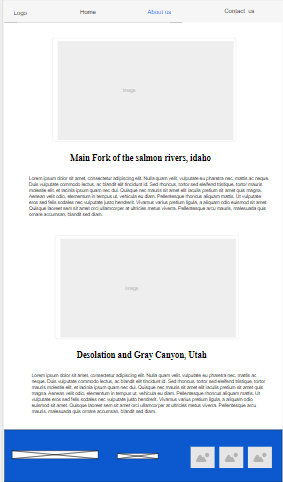 Logo Home About us Contact us
Image
Main Fork of the salmon rivers, idaho
Lorem ipsum dolor sit amet, consectetur adipiscing elit. Nulla quam quam, vulputate eu pharetra nec, mattis ac neque.
Duis vulputate commodo lectus, ac blandit elit tincidunt id. Sed rhoncus, tortor sed eleifend tristique, tortor mauris
molestie elit, et lacinia ipsum quam nec dui. Quisque nec mauris sit amet elit iaculis pretium sit amet quis magna.
Aenean velit odio, elementum in tempus ut, vehicula eu diam. Pellentesque rhoncus aliquam mattis. Ut vulputate
eros sed felis sodales nec vulputate justo hendrerit. Vivamus varius pretium ligula, a aliquam odio euismod sit amet.
Quisque laoreet sem sit amet orci ullamcorper at ultricies metus viverra. Pellentesque arcu mauris, malesuada quis
ornare accumsan, blandit sed diam.
Image
Desolation and Gray Canyon, Utah
Lorem ipsum dolor sit amet, consectetur adipiscing elit. Nulla quam quam, vulputate eu pharetra nec, mattis ac
neque. Duis vulputate commodo lectus, ac blandit elit tincidunt id. Sed rhoncus, tortor sed eleifend tristique, tortor
mauris molestie elit, et lacinia ipsum quam nec dui. Quisque nec mauris sit amet elit iaculis pretium sit amet quis
magna. Aenean velit odio, elementum in tempus ut, vehicula eu diam. Pellentesque rhoncus aliquam mattis. Ut
vulputate eros sed felis sodales nec vulputate justo hendrerit. Vivamus varius pretium ligula, a aliquam odio
euismod sit amet. Quisque laoreet sem sit amet orci ullamcorper at ultricies metus viverra. Pellentesque arcu
mauris, malesuada quis ornare accumsan, blandit sed diam.